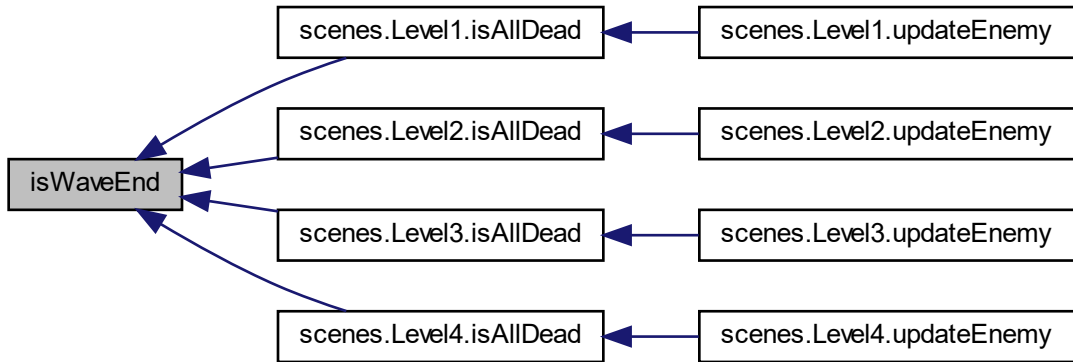 scenes.Level1.isAllDead
scenes.Level1.updateEnemy
scenes.Level2.isAllDead
scenes.Level2.updateEnemy
isWaveEnd
scenes.Level3.isAllDead
scenes.Level3.updateEnemy
scenes.Level4.isAllDead
scenes.Level4.updateEnemy